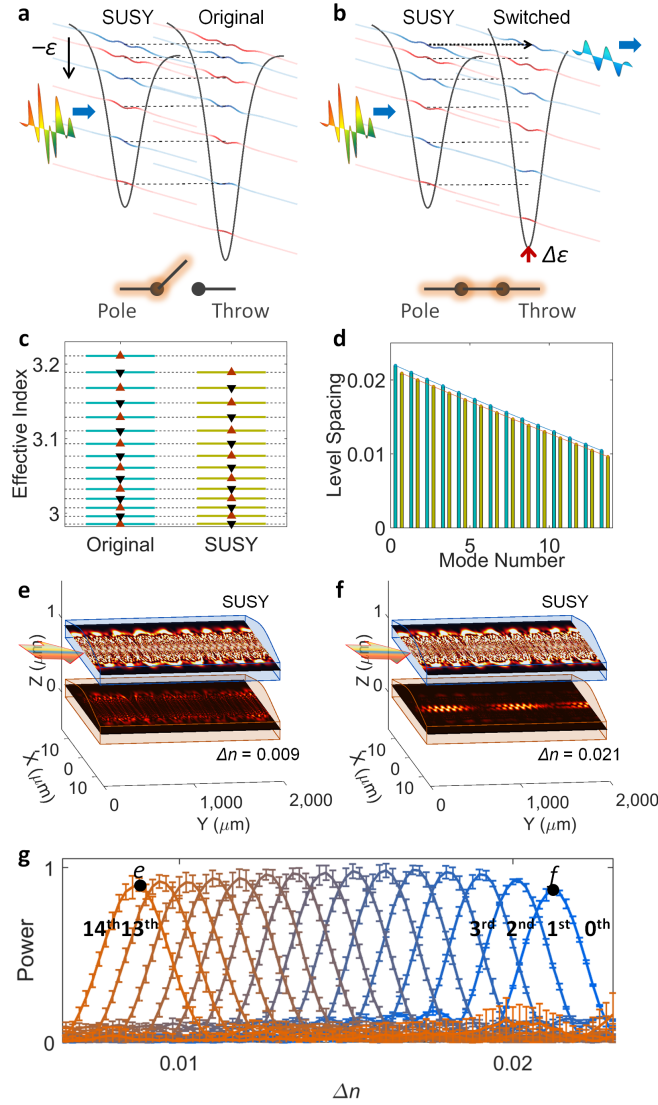 a
SUSY Original
−ε
Pole Throw
b
SUSY Switched
Δε
Pole Throw
c
Effective Index
3.2
3.1
3
Original SUSY
d
Level Spacing
0.02
0.01
0
0 5 10
Mode Number
e
SUSY
Z (μm)
1
0
Δn = 0.009
X (μm)
10
0
10
0 1,000 2,000
Y (μm)
f
SUSY
Z (μm)
1
0
Δn = 0.021
X (μm)
10
0
10
0 1,000 2,000
Y (μm)
g
Power
1
0
e
f
14th 13th 3rd 2nd 1st 0th
0.01 0.02
Δn